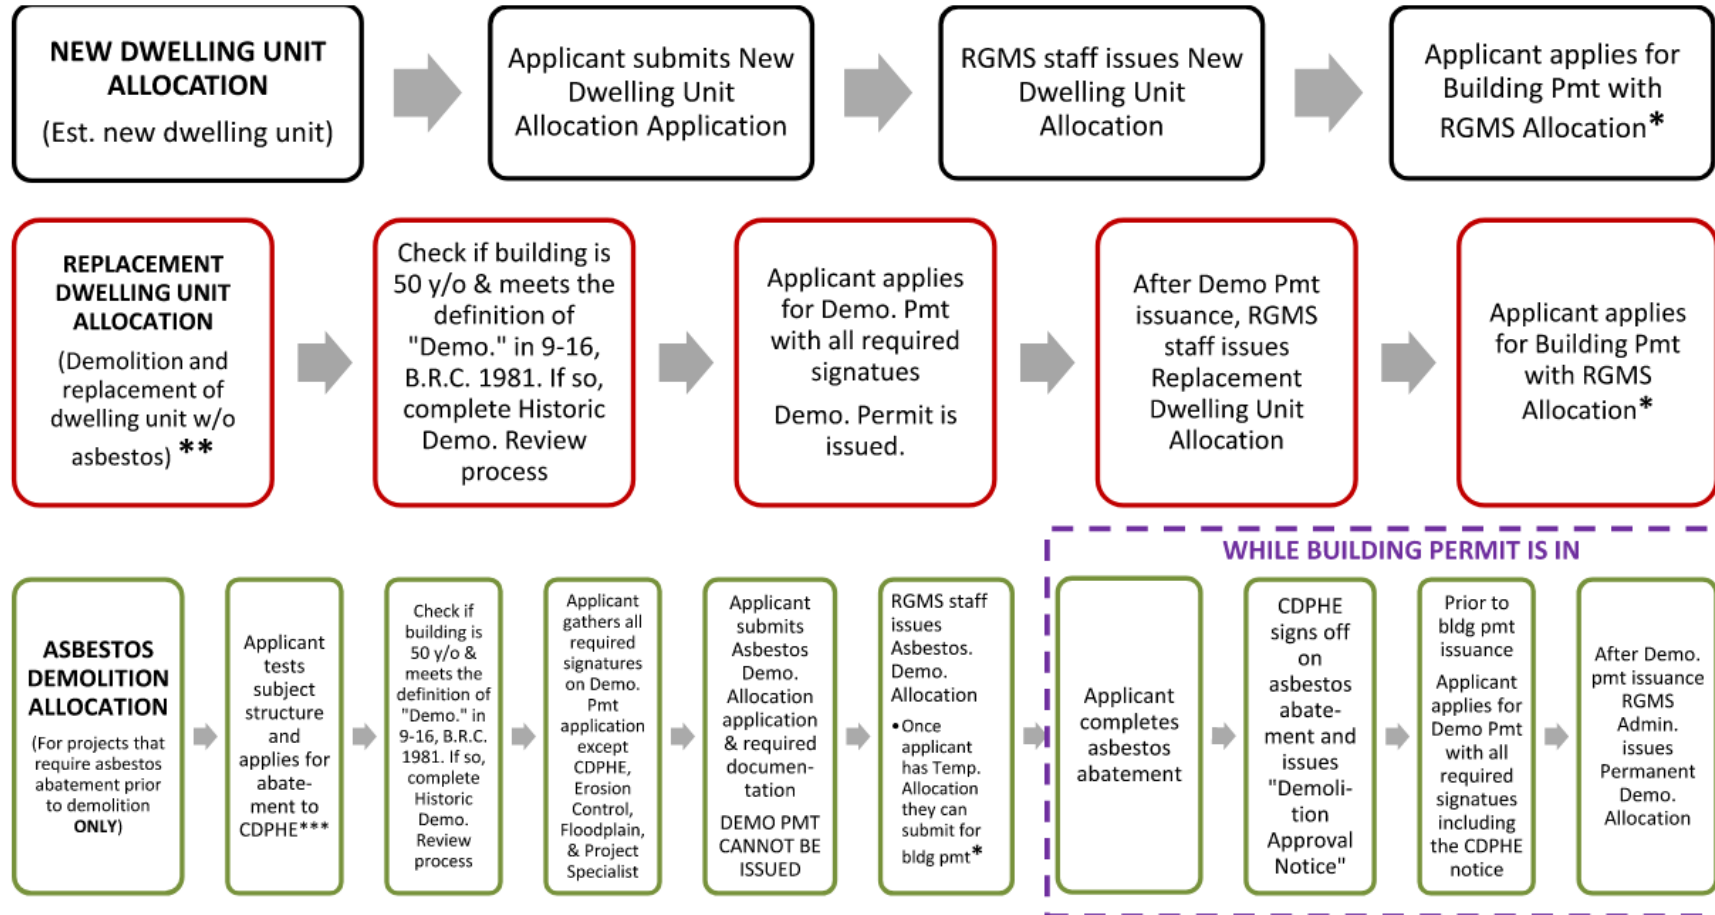 NEW DWELLING UNIT
ALLOCATION
(Est. new dwelling unit)
Applicant submits New
Dwelling Unit
Allocation Application
RGMS staff issues New
Dwelling Unit
Allocation
Applicant applies for
Building Pmt with
RGMS Allocation*
REPLACEMENT
DWELLING UNIT
ALLOCATION
(Demolition and
replacement of
dwelling unit w/o
asbestos) **
Check if building is
50 y/o & meets the
definition of
"Demo." in 9-16,
B.R.C. 1981. If so,
complete Historic
Demo. Review
process
Applicant applies
for Demo. Pmt
with all required
signatues
Demo. Permit is
issued.
After Demo Pmt
issuance, RGMS
staff issues
Replacement
Dwelling Unit
Allocation
Applicant applies
for Building Pmt
with RGMS
Allocation*
WHILE BUILDING PERMIT IS IN
ASBESTOS
DEMOLITION
ALLOCATION
(For projects that
require asbestos
abatement prior
to demolition
ONLY)
Applicant
tests
subject
structure
and
applies for
abate-
ment to
CDPHE***
Check if
building is
50 y/o &
meets the
definition of
"Demo." in
9-16, B.R.C.
1981. If so,
complete
Historic
Demo.
Review
process
Applicant
gathers all
required
signatures
on Demo.
Pmt
application
except
CDPHE,
Erosion
Control,
Floodplain,
& Project
Specialist
Applicant
submits
Asbestos
Demo.
Allocation
application
& required
documen-
tation
DEMO PMT
CANNOT BE
ISSUED
RGMS staff
issues
Asbestos.
Demo.
Allocation
•Once
applicant
has Temp.
Allocation
they can
submit for
bldg pmt*
Applicant
completes
asbestos
abatement
CDPHE
signs off
on
asbestos
abate-
ment and
issues
"Demoli-
tion
Approval
Notice"
Prior to
bldg pmt
issuance
Applicant
applies for
Demo Pmt
with all
required
signatues
including
the CDPHE
notice
After Demo.
pmt issuance
RGMS
Admin.
issues
Permanent
Demo.
Allocation